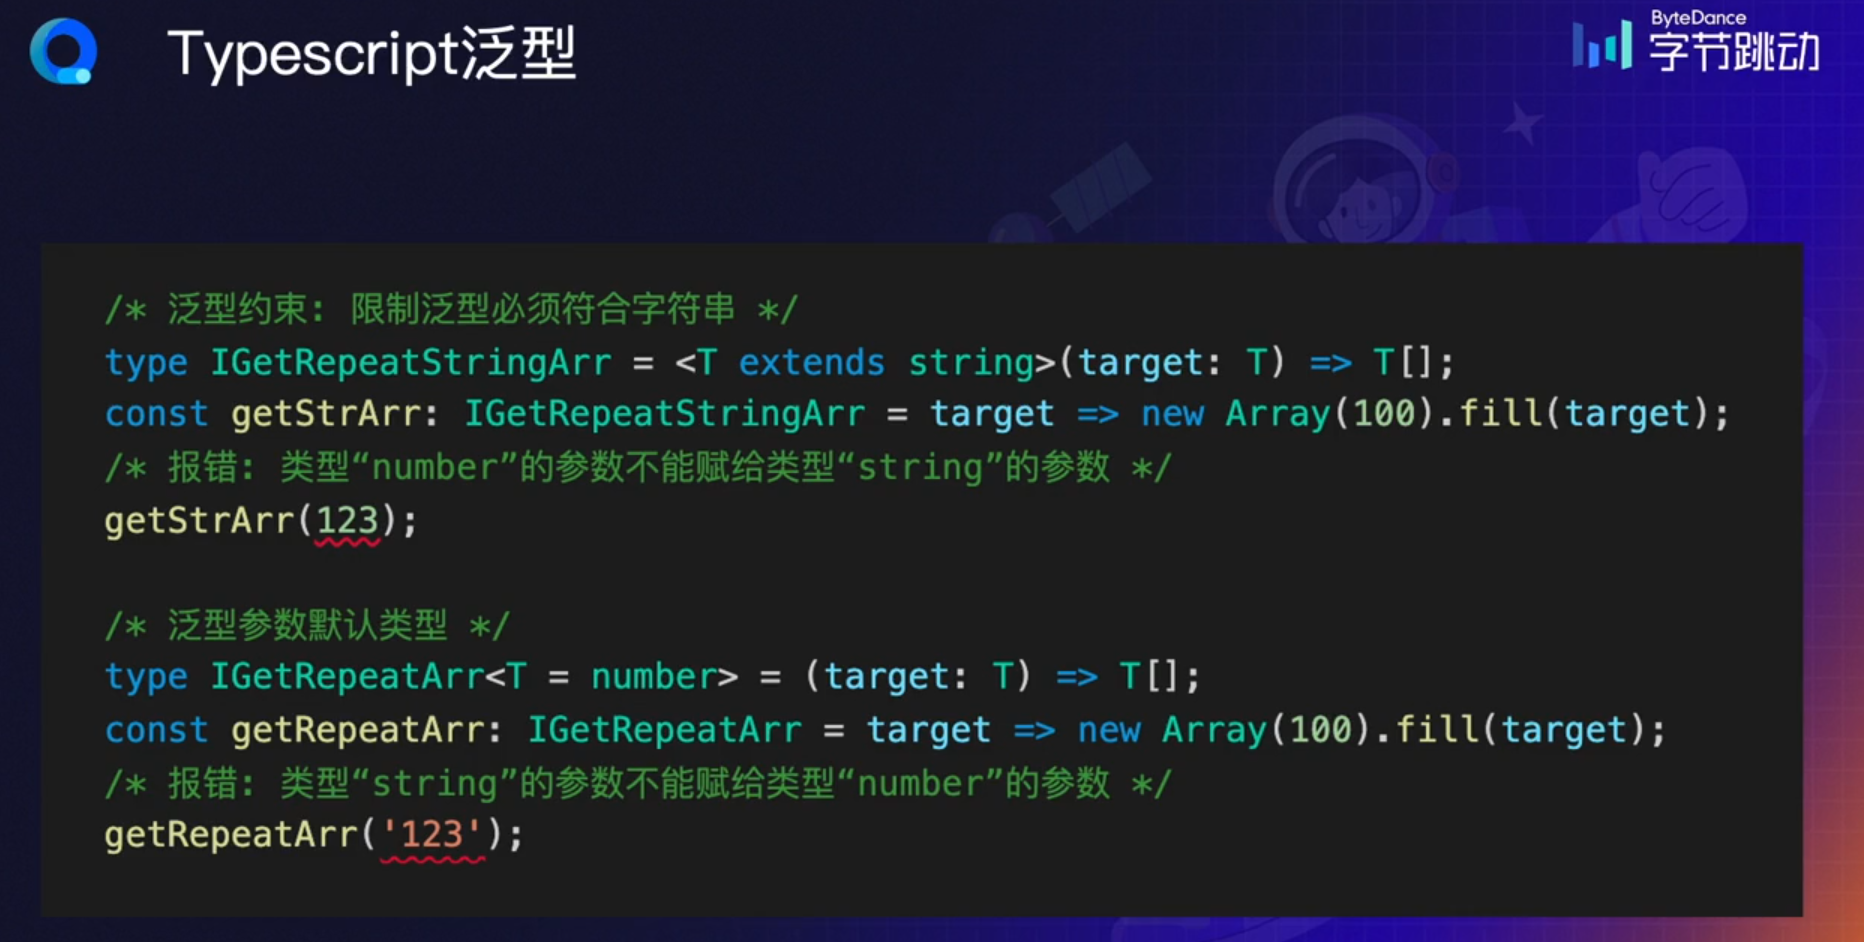 Typescript泛型
ByteDance
字节跳动
/* 泛型约束: 限制泛型必须符合字符串 */
type IGetRepeatStringArr = <T extends string>(target: T) => T[];
const getStrArr: IGetRepeatStringArr = target => new Array(100).fill(target);
/* 报错: 类型“number”的参数不能赋给类型“string”的参数 */
getStrArr(123);
/* 泛型参数默认类型 */
type IGetRepeatArr<T = number> = (target: T) => T[];
const getRepeatArr: IGetRepeatArr = target => new Array(100).fill(target);
/* 报错: 类型“string”的参数不能赋给类型“number”的参数 */
getRepeatArr('123');